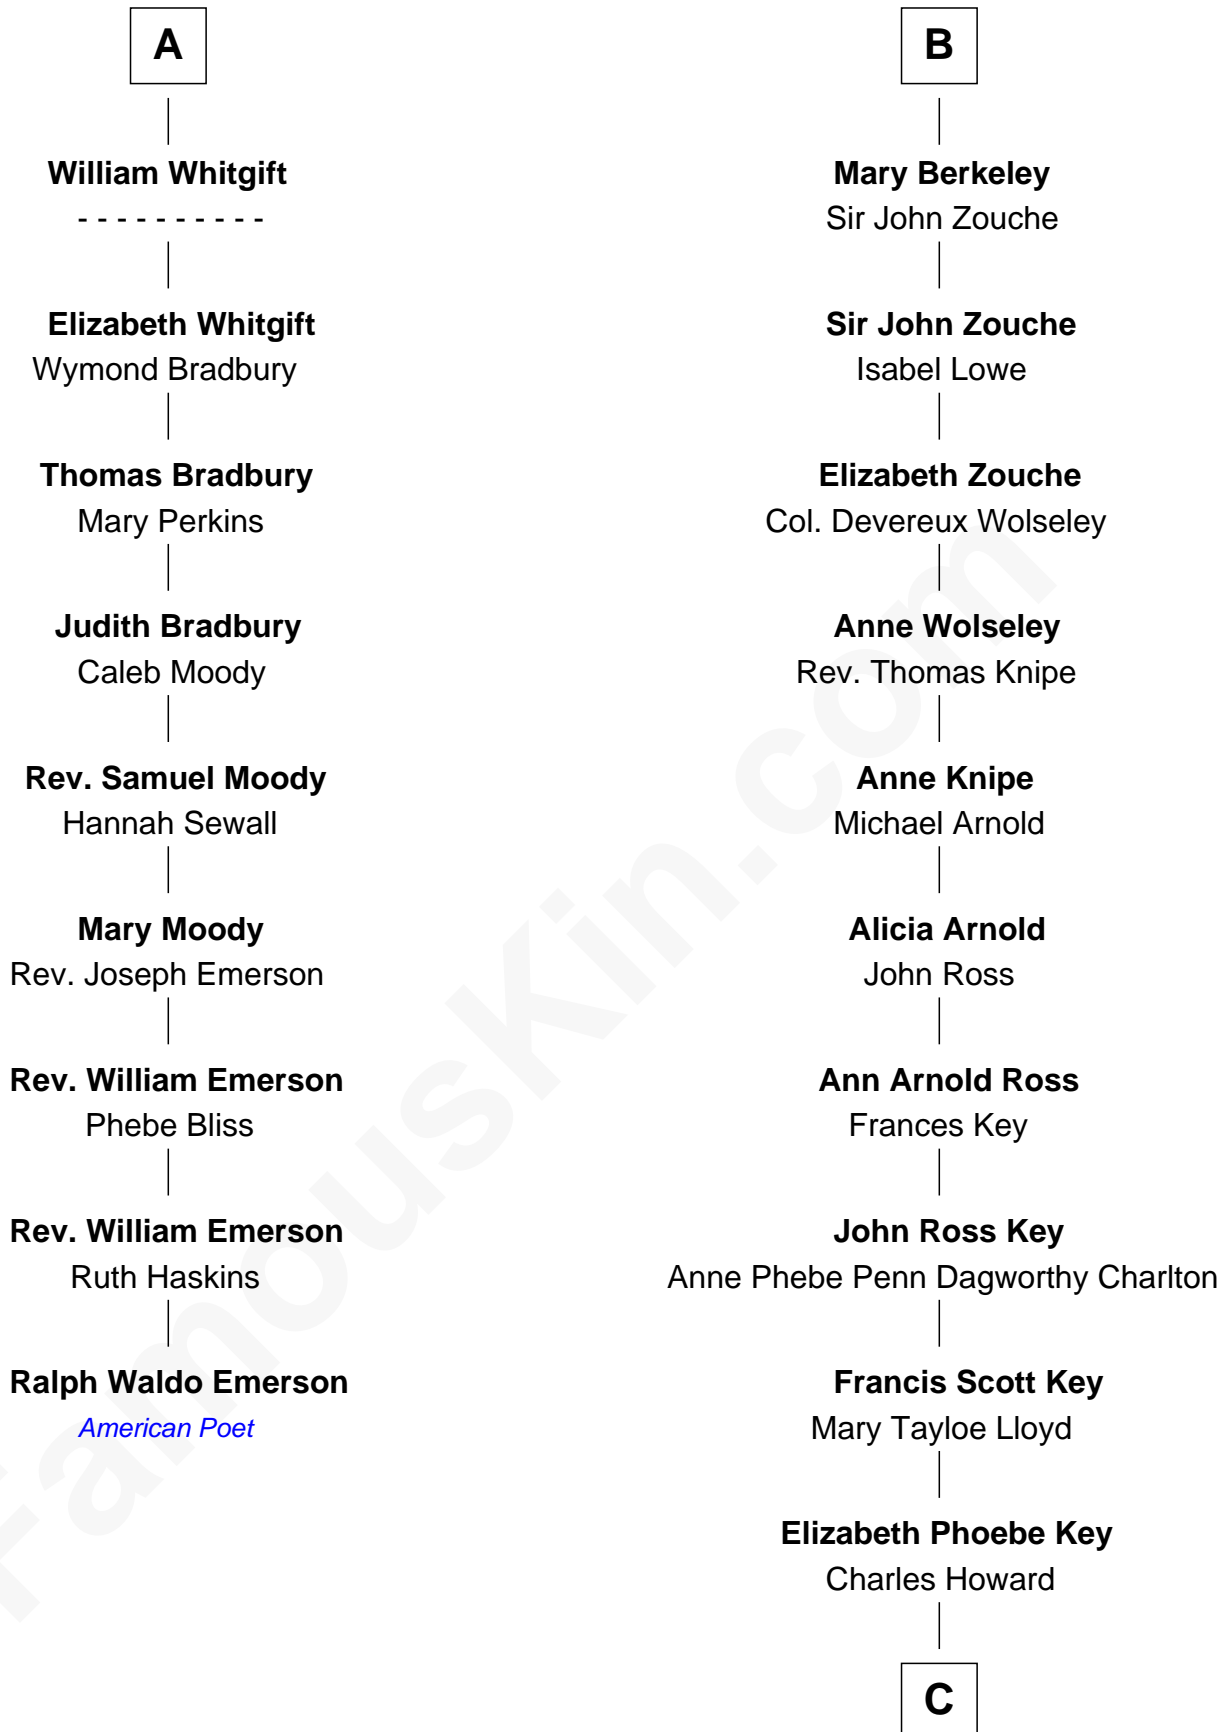 A
William Whitgift
- - - - - - - - - -
Elizabeth Whitgift
Wymond Bradbury
Thomas Bradbury
Mary Perkins
Judith Bradbury
Caleb Moody
Rev. Samuel Moody
Hannah Sewall
Mary Moody
Rev. Joseph Emerson
Rev. William Emerson
Phebe Bliss
Rev. William Emerson
Ruth Haskins
Ralph Waldo Emerson
American Poet
B
Mary Berkeley
Sir John Zouche
Sir John Zouche
Isabel Lowe
Elizabeth Zouche
Col. Devereux Wolseley
Anne Wolseley
Rev. Thomas Knipe
Anne Knipe
Michael Arnold
Alicia Arnold
John Ross
Ann Arnold Ross
Frances Key
John Ross Key
Anne Phebe Penn Dagworthy Charlton
Francis Scott Key
Mary Tayloe Lloyd
Elizabeth Phoebe Key
Charles Howard
C
FamousKin.com